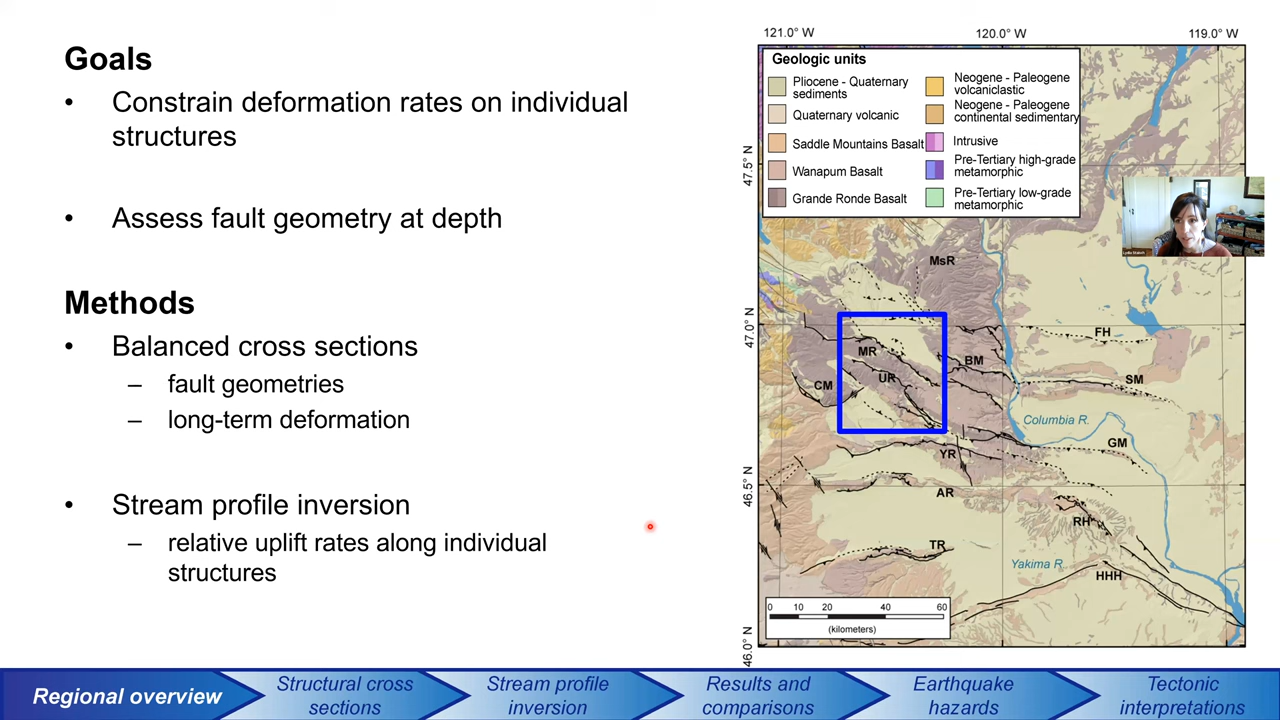 Goals
• Constrain deformation rates on individual
structures
• Assess fault geometry at depth
Methods
• Balanced cross sections
– fault geometries
– long-term deformation
• Stream profile inversion
– relative uplift rates along individual
structures
121.0° W
120.0° W
119.0° W
Geologic units
Pliocene - Quaternary
sediments
Quaternary volcanic
Saddle Mountains Basalt
Wanapum Basalt
Grande Ronde Basalt
Neogene - Paleogene
volcaniclastic
Neogene - Paleogene
continental sedimentary
Intrusive
Pre-Tertiary high-grade
metamorphic
Pre-Tertiary low-grade
metamorphic
47.5° N
47.0° N
46.5° N
46.0° N
MsR
FH
MR
BM
UR
CM
SM
Columbia R.
GM
YR
AR
RH
TR
Yakima R.
HHH
0 10 20 40 60
(kilometers)
Regional overview
Structural cross
sections
Stream profile
inversion
Results and
comparisons
Earthquake
hazards
Tectonic
interpretations